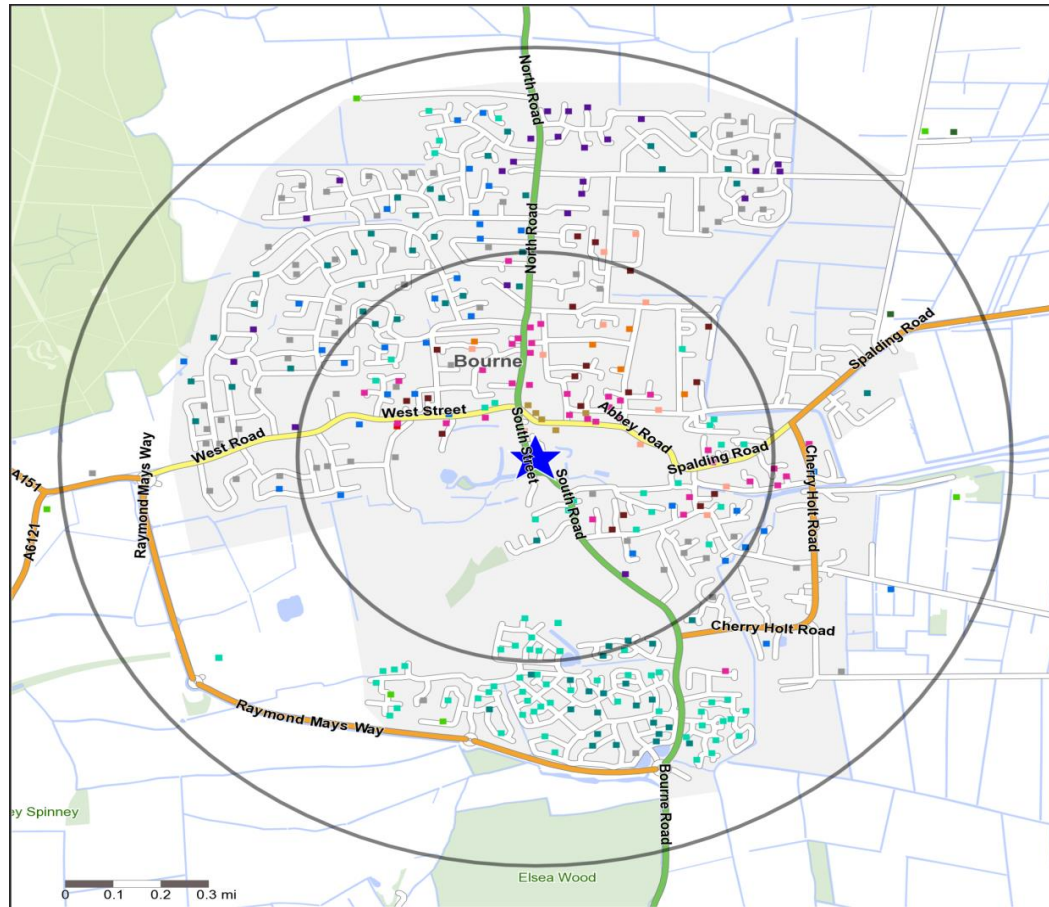 North Road
North Road
Bourne
Spalding Road
West Street
Abbey Road
South Street
West Road
Spalding Road
A151
A6121
Raymond Mays Way
South Road
Cherry Holt Road
Cherry Holt Road
Raymond Mays Way
Bourne Road
ey Spinney
Elsea Wood
0 0.1 0.2 0.3 mi